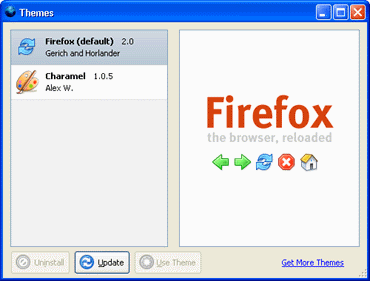 Themes
Firefox (default) 2.0
Gerich and Horlander
Charamel 1.0.5
Alex W.
Firefox
the browser, reloaded
Uninstall Update Use Theme Get More Themes